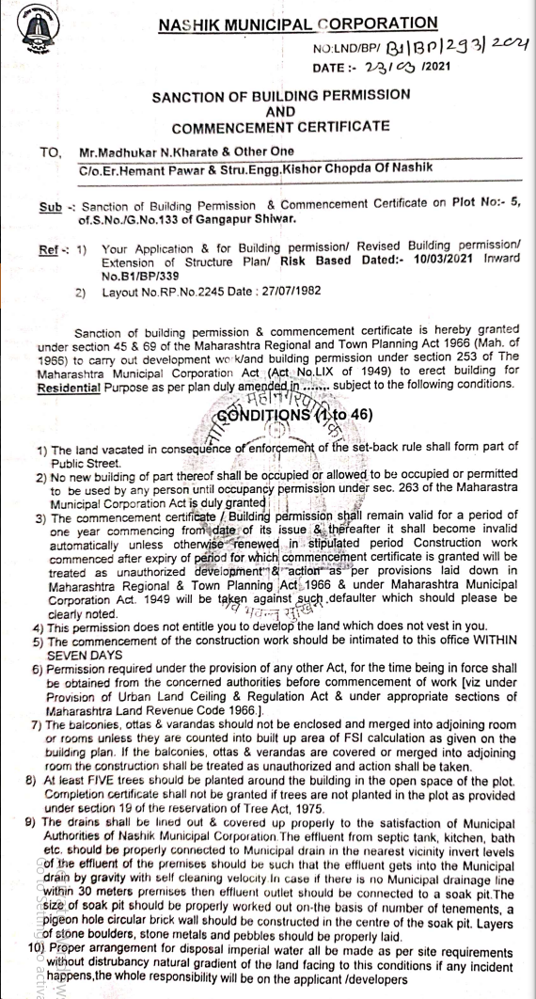 NASHIK MUNICIPAL CORPORATION
NO:LND/BP/ B1/BP/293/2021
DATE :- 23/03 /2021
SANCTION OF BUILDING PERMISSION
AND
COMMENCEMENT CERTIFICATE
TO, Mr.Madhukar N.Kharate & Other One
C/o.Er.Hemant Pawar & Stru.Engg.Kishor Chopda Of Nashik
Sub -: Sanction of Building Permission & Commencement Certificate on Plot No:- 5,
of.S.No./G.No.133 of Gangapur Shiwar.
Ref -: 1) Your Application & for Building permission/ Revised Building permission/
Extension of Structure Plan/ Risk Based Dated:- 10/03/2021 Inward
No.B1/BP/339
2) Layout No.RP.No.2245 Date : 27/07/1982
Sanction of building permission & commencement certificate is hereby granted
under section 45 & 69 of the Maharashtra Regional and Town Planning Act 1966 (Mah. of
1966) to carry out development work/and building permission under section 253 of The
Maharashtra Municipal Corporation Act (Act No.LIX of 1949) to erect building for
Residential Purpose as per plan duly amended in ....... subject to the following conditions.
CONDITIONS (1 to 46)
1) The land vacated in consequence of enforcement of the set-back rule shall form part of
Public Street.
2) No new building of part thereof shall be occupied or allowed to be occupied or permitted
to be used by any person until occupancy permission under sec. 263 of the Maharastra
Municipal Corporation Act is duly granted
3) The commencement certificate / Building permission shall remain valid for a period of
one year commencing from date of its issue & thereafter it shall become invalid
automatically unless otherwise renewed in stipulated period Construction work
commenced after expiry of period for which commencement certificate is granted will be
treated as unauthorized development & action as per provisions laid down in
Maharashtra Regional & Town Planning Act 1966 & under Maharashtra Municipal
Corporation Act. 1949 will be taken against such defaulter which should please be
clearly noted.
4) This permission does not entitle you to develop the land which does not vest in you.
5) The commencement of the construction work should be intimated to this office WITHIN
SEVEN DAYS
6) Permission required under the provision of any other Act, for the time being in force shall
be obtained from the concerned authorities before commencement of work [viz under
Provision of Urban Land Ceiling & Regulation Act & under appropriate sections of
Maharashtra Land Revenue Code 1966.].
7) The balconies, ottas & varandas should not be enclosed and merged into adjoining room
or rooms unless they are counted into built up area of FSI calculation as given on the
building plan. If the balconies, ottas & verandas are covered or merged into adjoining
room the construction shall be treated as unauthorized and action shall be taken.
8) At least FIVE trees should be planted around the building in the open space of the plot.
Completion certificate shall not be granted if trees are not planted in the plot as provided
under section 19 of the reservation of Tree Act, 1975.
9) The drains shall be lined out & covered up properly to the satisfaction of Municipal
Authorities of Nashik Municipal Corporation.The effluent from septic tank, kitchen, bath
etc. should be properly connected to Municipal drain in the nearest vicinity invert levels
of the effluent of the premises should be such that the effluent gets into the Municipal
drain by gravity with self cleaning velocity In case if there is no Municipal drainage line
within 30 meters premises then effluent outlet should be connected to a soak pit.The
size of soak pit should be properly worked out on-the basis of number of tenements, a
pigeon hole circular brick wall should be constructed in the centre of the soak pit. Layers
of stone boulders, stone metals and pebbles should be properly laid.
10) Proper arrangement for disposal imperial water all be made as per site requirements
without distrubancy natural gradient of the land facing to this conditions if any incident
happens,the whole responsibility will be on the applicant /developers